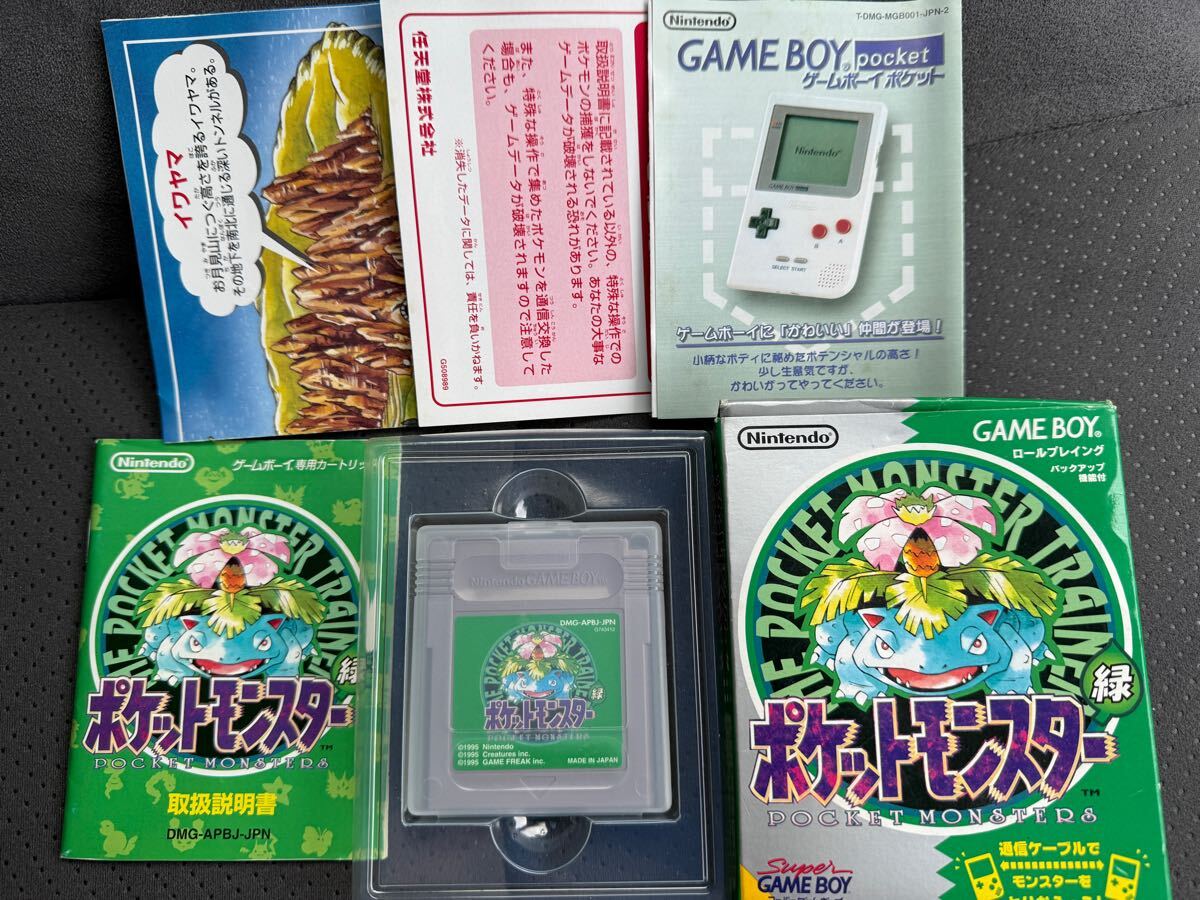 イワヤマ
お月見山につぐ高さを誇るイワヤマ。
その地下を南北に通じる深いトンネルがある。
取扱説明書に記載されている以外の、特殊な操作での
ポケモンの捕獲をしないでください。あなたの大事な
ゲームデータが破壊される恐れがあります。
また、特殊な操作で集めたポケモンを通信交換した
場合も、ゲームデータが破壊されますので注意して
ください。
※消失したデータに関しては、責任を負いかねます。
任天堂株式会社
G508989
T-DMG-MGB001-JPN-2
Nintendo
GAME BOY pocket
ゲームボーイポケット
Nintendo
GAME BOY
B A
SELECT START
ゲームボーイに「かわいい」仲間が登場!
小柄なボディに秘めたポテンシャルの高さ!
少し生意気ですが、
かわいがってやってください。
Nintendo
ゲームボーイ専用カートリッ
THE POCKET MONSTER TRAINE
緑
ポケットモンスター
POCKET MONSTERS
TM
取扱説明書
DMG-APBJ-JPN
Nintendo GAME BOY
DMG-APBJ-JPN
G743412
緑
ポケットモンスター
POCKET MONSTERS
©1995 Nintendo
©1995 Creatures inc.
©1995 GAME FREAK inc.
MADE IN JAPAN
Nintendo
GAME BOY
ロールプレイング
バックアップ
機能付
THE POCKET MONSTER TRAINE
緑
ポケットモンスター
TM
POCKET MONSTERS
Super
GAME BOY
通信ケーブルで
モンスターを